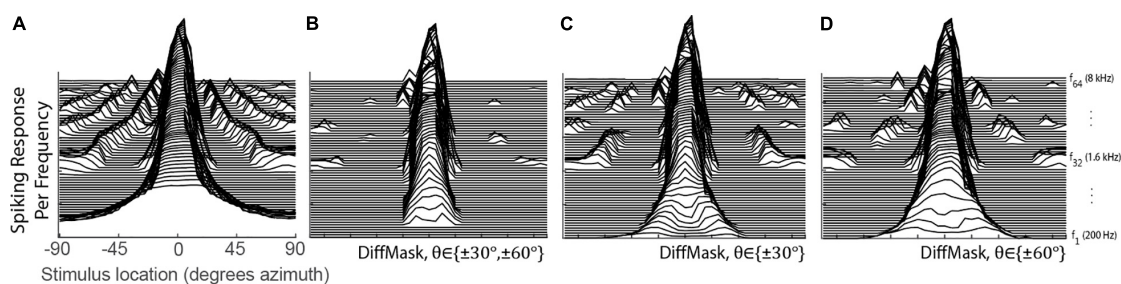 A B C D
Spiking Response
Per Frequency
f64 (8 kHz)
⋮
f32 (1.6 kHz)
⋮
f1 (200 Hz)
-90 -45 0 45 90
Stimulus location (degrees azimuth)
DiffMask, θ∈{±30°,±60°}
DiffMask, θ∈{±30°}
DiffMask, θ∈{±60°}